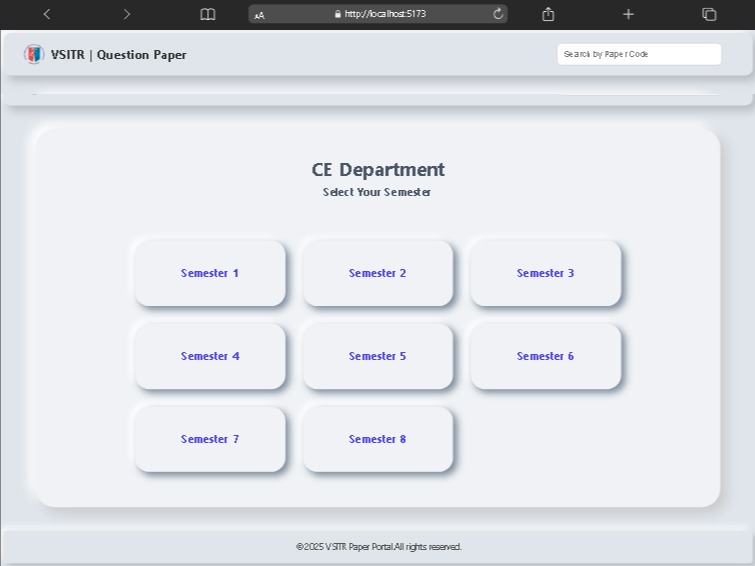 AA http://localhost:5173
VSITR | Question Paper
Search by Paper Code
CE Department
Select Your Semester
Semester 1
Semester 2
Semester 3
Semester 4
Semester 5
Semester 6
Semester 7
Semester 8
©2025 VSITR Paper Portal.All rights reserved.